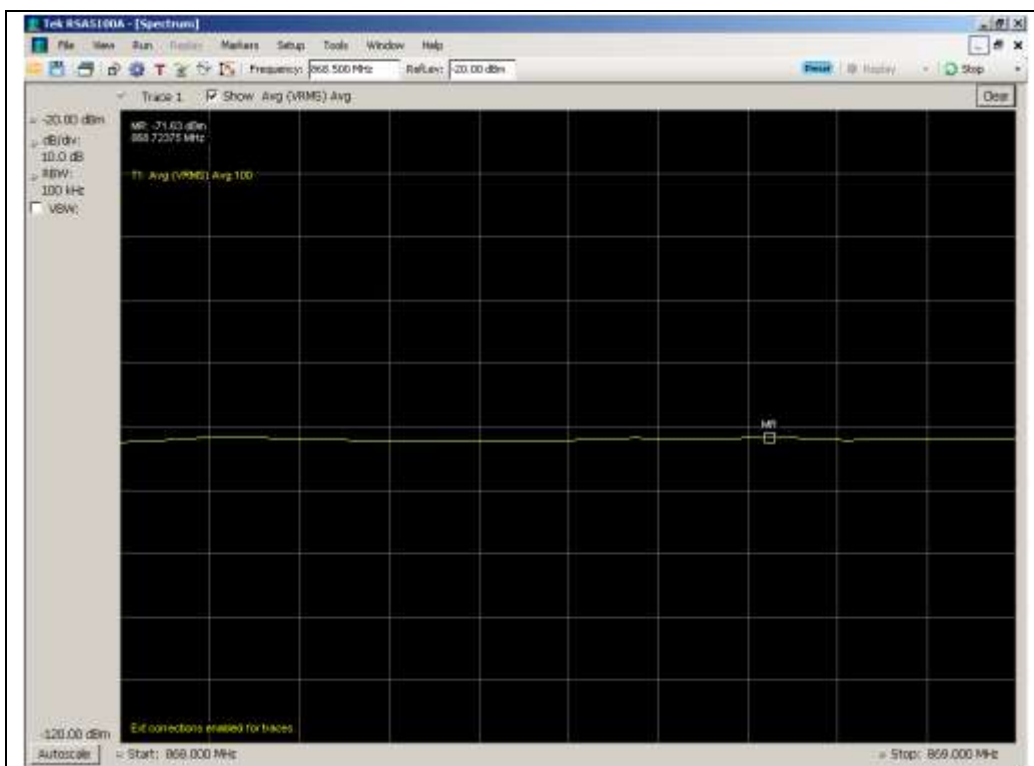 Tek RSA5100A - [Spectrum]
File View Run Replay Markers Setup Tools Window Help
Frequency: 868.500 MHz RefLev: -20.00 dBm Preset Replay Stop
Trace 1 Show Avg (VRMS) Avg Clear
-20.00 dBm
dB/div:
10.0 dB
RBW:
100 kHz
VBW:
MR: -71.63 dBm
868.72375 MHz
T1 Avg (VRMS) Avg:100
MR
Ext corrections enabled for traces
-120.00 dBm
Autoscale Start: 868.000 MHz Stop: 869.000 MHz